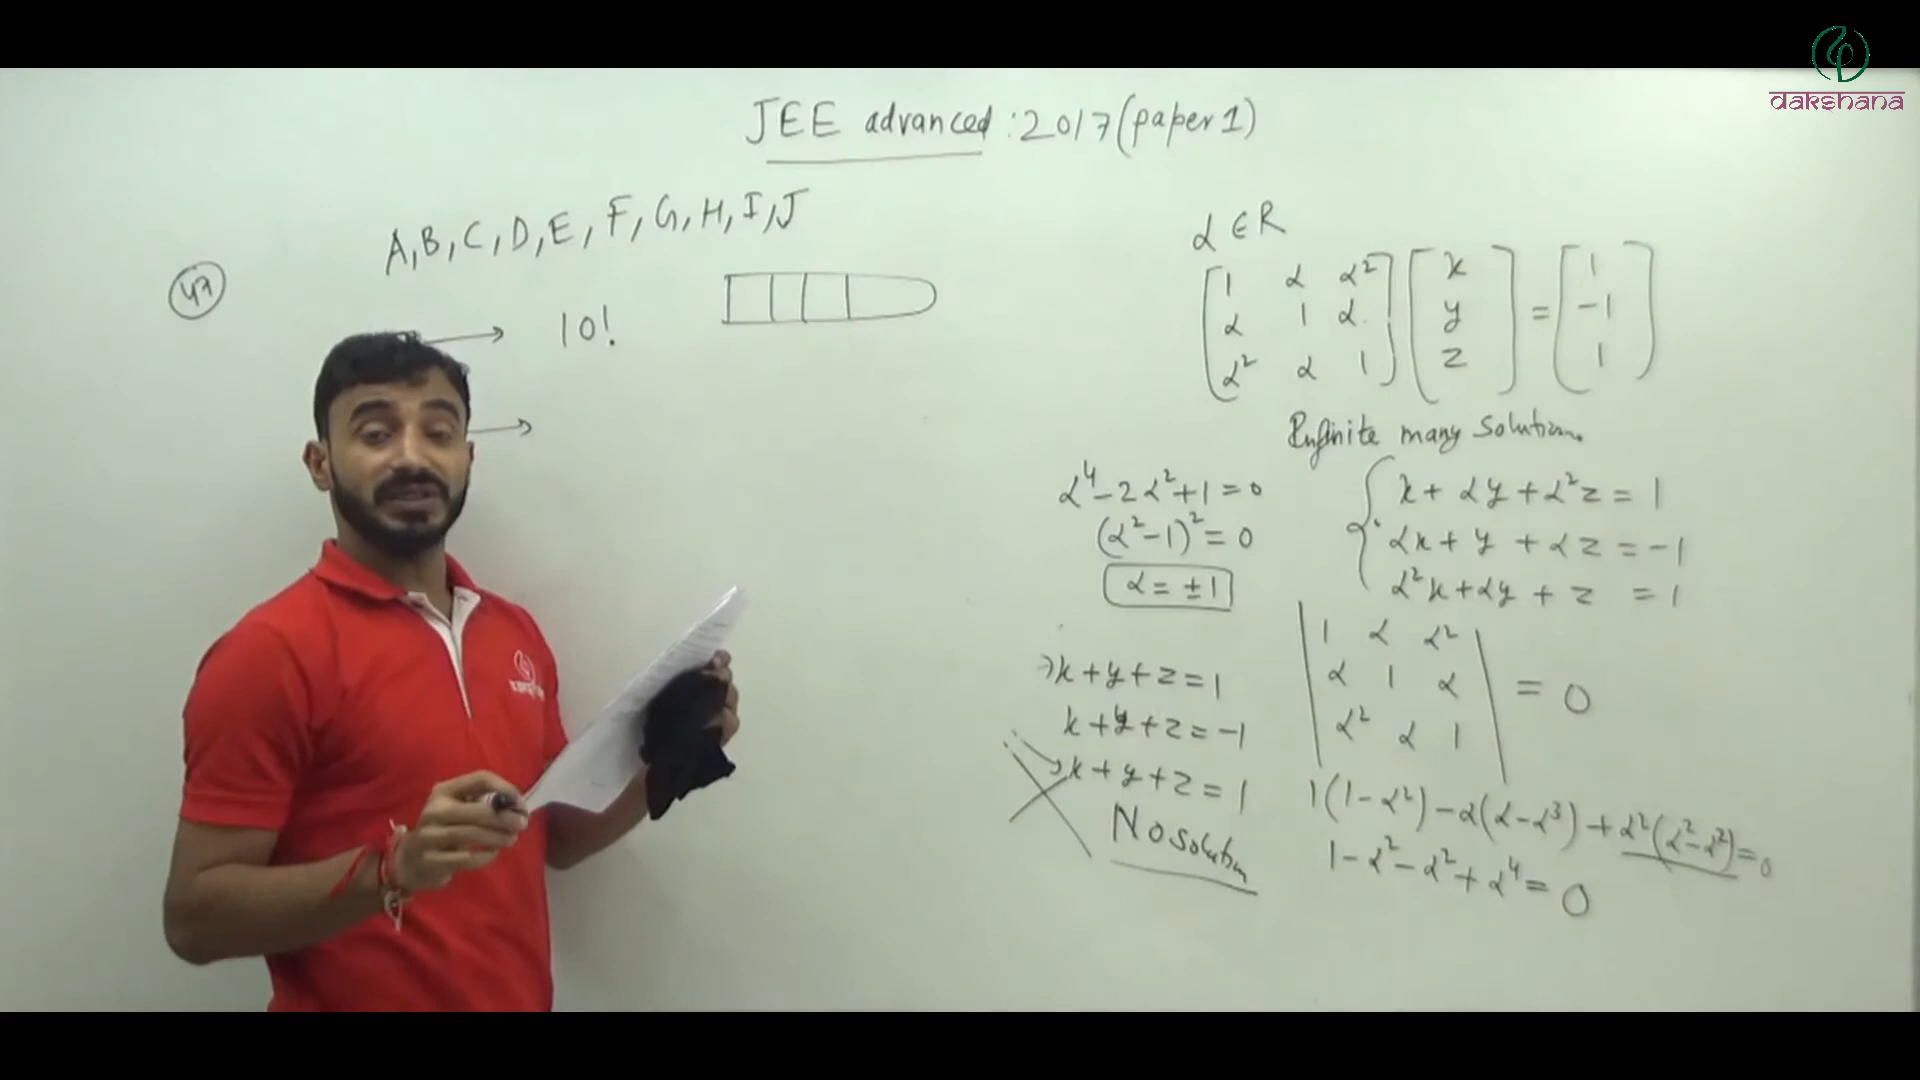 dakshana
JEE advanced : 2017 (paper 1)
A, B, C, D, E, F, G, H, I, J
47
10!
α ∈ R
[1 α α²] [x] = [1]
[α 1 α] [y] [-1]
[α² α 1] [z] [1]
Infinite many solution.
x + αy + α²z = 1
αx + y + αz = -1
α²x + αy + z = 1
|1 α α²|
|α 1 α| = 0
|α² α 1|
1(1-α²) - α(α-α³) + α²(α²-α²) = 0
1 - α² - α² + α⁴ = 0
α⁴ - 2α² + 1 = 0
(α² - 1)² = 0
α = ±1
x + y + z = 1
x + y + z = -1
x + y + z = 1
No solution